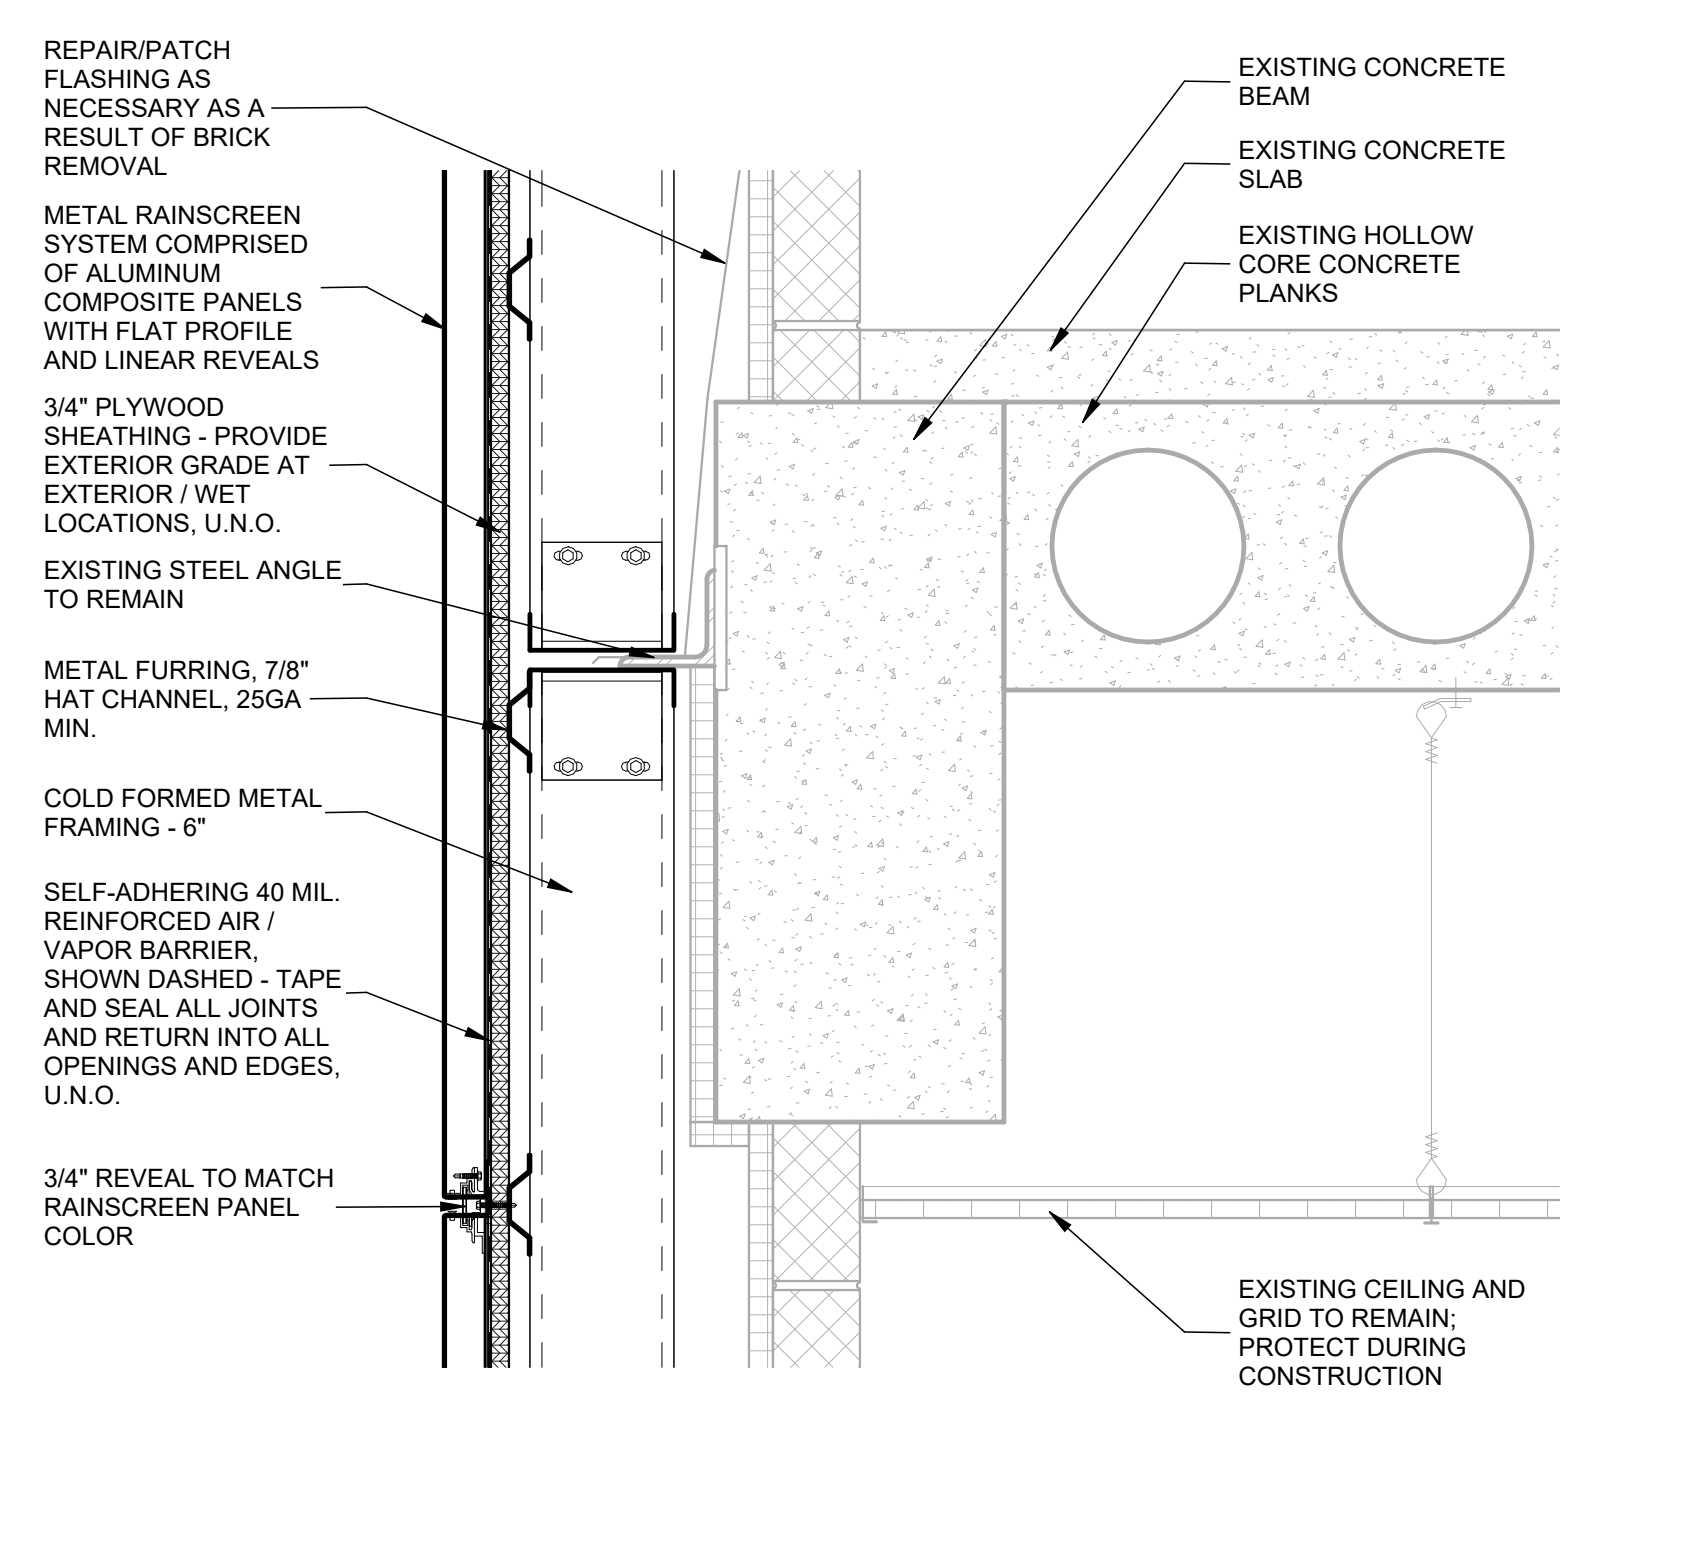 REPAIR/PATCH
FLASHING AS
NECESSARY AS A
RESULT OF BRICK
REMOVAL
METAL RAINSCREEN
SYSTEM COMPRISED
OF ALUMINUM
COMPOSITE PANELS
WITH FLAT PROFILE
AND LINEAR REVEALS
3/4" PLYWOOD
SHEATHING - PROVIDE
EXTERIOR GRADE AT
EXTERIOR / WET
LOCATIONS, U.N.O.
EXISTING STEEL ANGLE
TO REMAIN
METAL FURRING, 7/8"
HAT CHANNEL, 25GA
MIN.
COLD FORMED METAL
FRAMING - 6"
SELF-ADHERING 40 MIL.
REINFORCED AIR /
VAPOR BARRIER,
SHOWN DASHED - TAPE
AND SEAL ALL JOINTS
AND RETURN INTO ALL
OPENINGS AND EDGES,
U.N.O.
3/4" REVEAL TO MATCH
RAINSCREEN PANEL
COLOR
EXISTING CONCRETE
BEAM
EXISTING CONCRETE
SLAB
EXISTING HOLLOW
CORE CONCRETE
PLANKS
EXISTING CEILING AND
GRID TO REMAIN;
PROTECT DURING
CONSTRUCTION